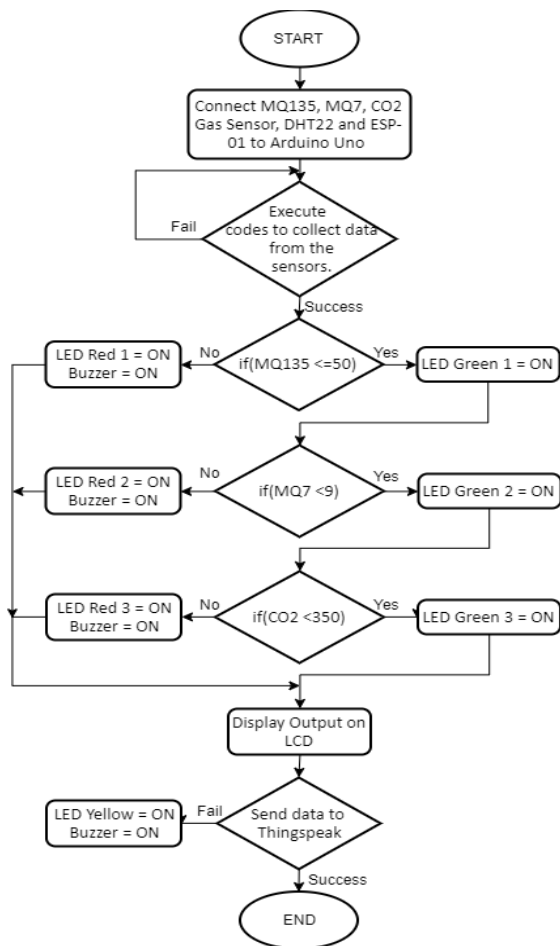 START
Connect MQ135, MQ7, CO2
Gas Sensor, DHT22 and ESP-
01 to Arduino Uno
Fail
Execute
codes to collect data
from the
sensors.
Success
LED Red 1 = ON
Buzzer = ON
No
if(MQ135 <=50)
Yes
LED Green 1 = ON
LED Red 2 = ON
Buzzer = ON
No
if(MQ7 <9)
Yes
LED Green 2 = ON
LED Red 3 = ON
Buzzer = ON
No
if(CO2 <350)
Yes
LED Green 3 = ON
Display Output on
LCD
LED Yellow = ON
Buzzer = ON
Fail
Send data to
Thingspeak
Success
END